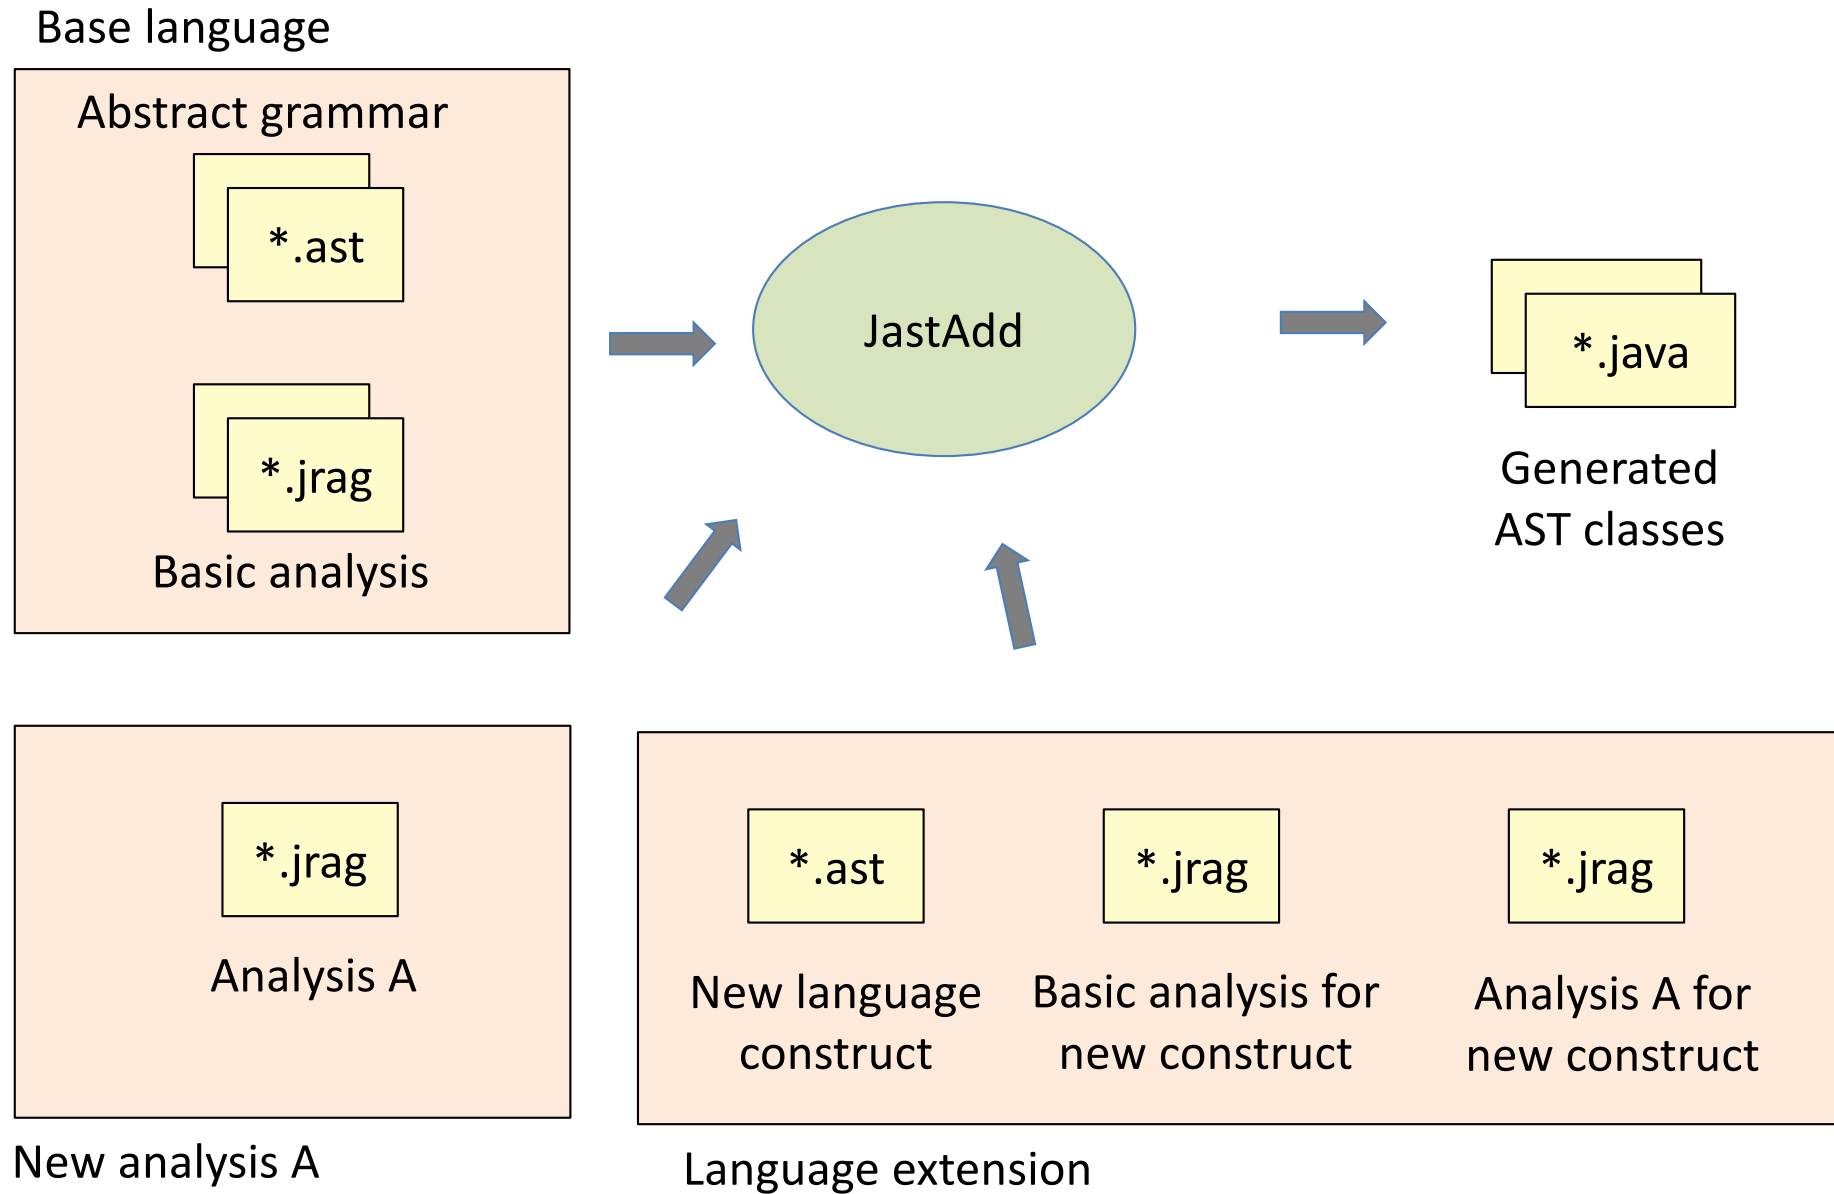 Base language
Abstract grammar
*.ast
*.jrag
Basic analysis
JastAdd
*.java
Generated
AST classes
*.jrag
Analysis A
New analysis A
*.ast
New language
construct
*.jrag
Basic analysis for
new construct
*.jrag
Analysis A for
new construct
Language extension